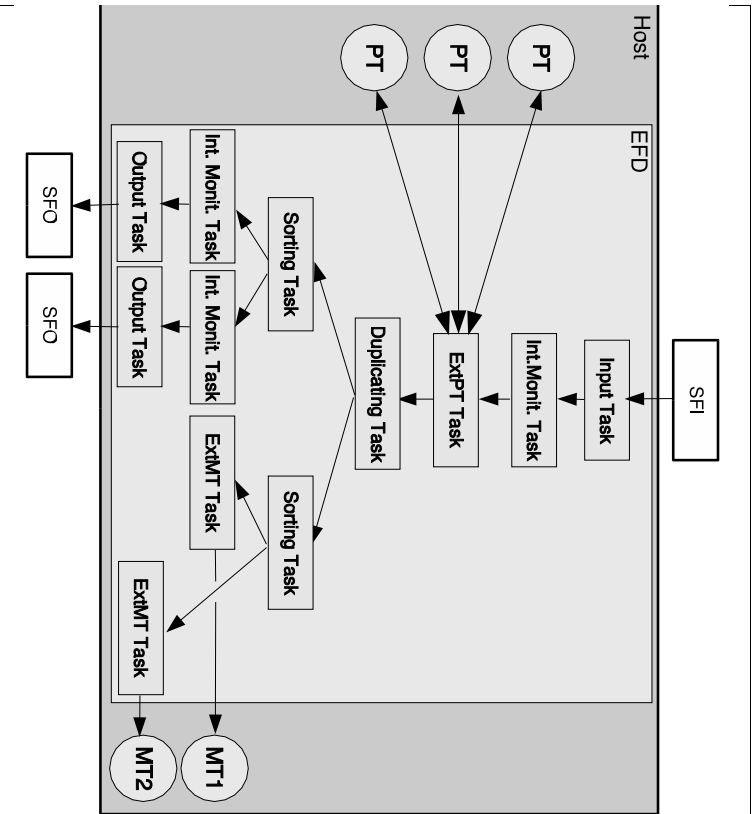 SFI
Host
EFD
Input Task
PT
Int.Monit. Task
PT
ExtPT Task
PT
Duplicating Task
Sorting Task
Sorting Task
Int. Monit. Task
Int. Monit. Task
ExtMT Task
MT1
Output Task
Output Task
ExtMT Task
MT2
SFO
SFO